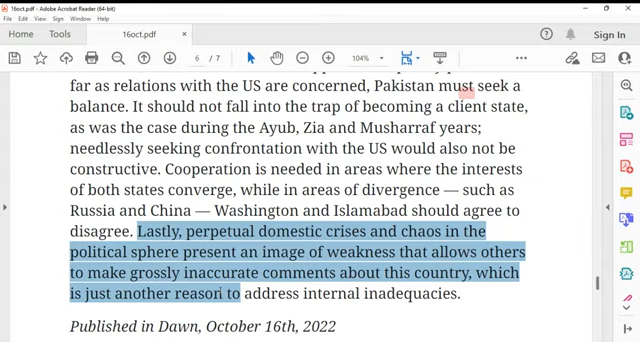 16oct.pdf - Adobe Acrobat Reader (64-bit)
File Edit View Sign Window Help
Home Tools 16oct.pdf × Sign In
6 / 7 104%
far as relations with the US are concerned, Pakistan must seek a
balance. It should not fall into the trap of becoming a client state,
as was the case during the Ayub, Zia and Musharraf years;
needlessly seeking confrontation with the US would also not be
constructive. Cooperation is needed in areas where the interests
of both states converge, while in areas of divergence — such as
Russia and China — Washington and Islamabad should agree to
disagree. Lastly, perpetual domestic crises and chaos in the
political sphere present an image of weakness that allows others
to make grossly inaccurate comments about this country, which
is just another reason to address internal inadequacies.
Published in Dawn, October 16th, 2022